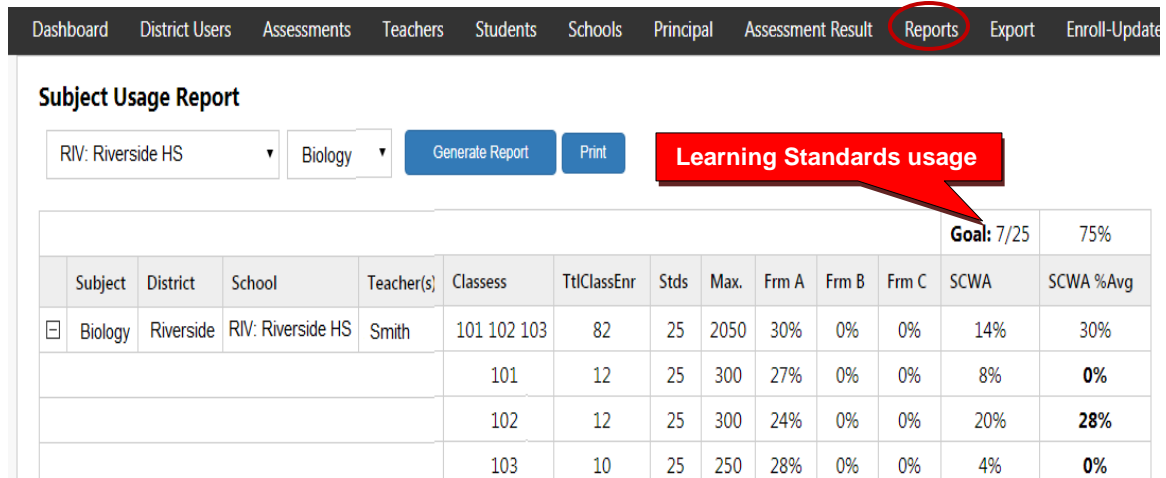 Dashboard District Users Assessments Teachers Students Schools Principal Assessment Result Reports Export Enroll-Update
Subject Usage Report
RIV: Riverside HS Biology Generate Report Print
Learning Standards usage
Goal: 7/25 75%
Subject District School Teacher(s) Classess TtlClassEnr Stds Max. Frm A Frm B Frm C SCWA SCWA %Avg
Biology Riverside RIV: Riverside HS Smith 101 102 103 82 25 2050 30% 0% 0% 14% 30%
101 12 25 300 27% 0% 0% 8% 0%
102 12 25 300 24% 0% 0% 20% 28%
103 10 25 250 28% 0% 0% 4% 0%